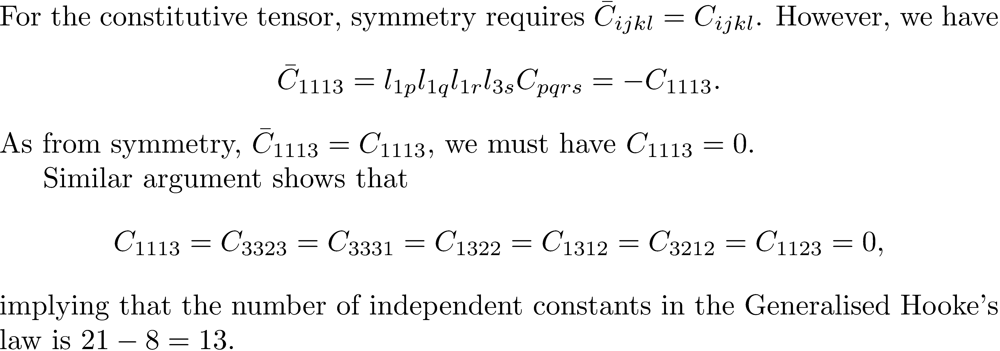 For the constitutive tensor, symmetry requires $\bar{C}_{ijkl} = C_{ijkl}$. However, we have
$\bar{C}_{1113} = l_{1p}l_{1q}l_{1r}l_{3s}C_{pqrs} = -C_{1113}.$
As from symmetry, $\bar{C}_{1113} = C_{1113}$, we must have $C_{1113} = 0$.
Similar argument shows that
$C_{1113} = C_{3323} = C_{3331} = C_{1322} = C_{1312} = C_{3212} = C_{1123} = 0,$
implying that the number of independent constants in the Generalised Hooke's
law is $21 - 8 = 13$.